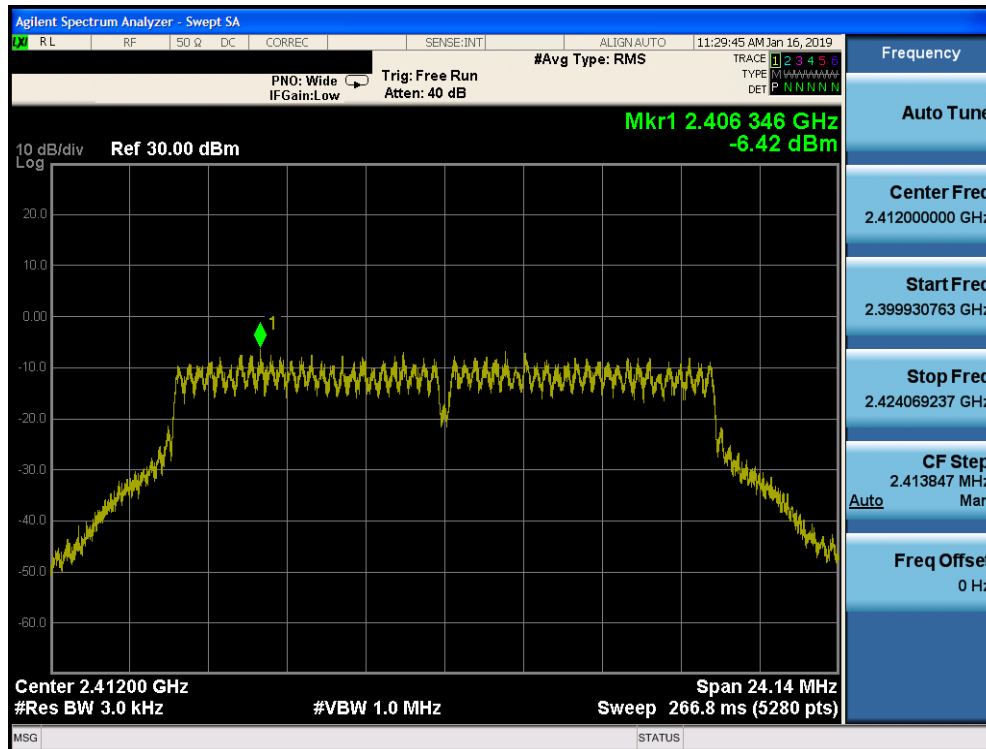 Agilent Spectrum Analyzer - Swept SA
LXI RL RF 50 Ω DC CORREC SENSE:INT ALIGNAUTO 11:29:45 AM Jan 16, 2019
#Avg Type: RMS TRACE 1 2 3 4 5 6
PNO: Wide Trig: Free Run TYPE M WWWWW
IFGain:Low Atten: 40 dB DET P N N N N N
Mkr1 2.406 346 GHz
-6.42 dBm
10 dB/div Ref 30.00 dBm
Log
20.0
10.0
0.00
-10.0
-20.0
-30.0
-40.0
-50.0
-60.0
1
Center 2.41200 GHz Span 24.14 MHz
#Res BW 3.0 kHz #VBW 1.0 MHz Sweep 266.8 ms (5280 pts)
MSG STATUS
Frequency
Auto Tune
Center Freq
2.412000000 GHz
Start Freq
2.399930763 GHz
Stop Freq
2.424069237 GHz
CF Step
2.413847 MHz
Auto Man
Freq Offset
0 Hz